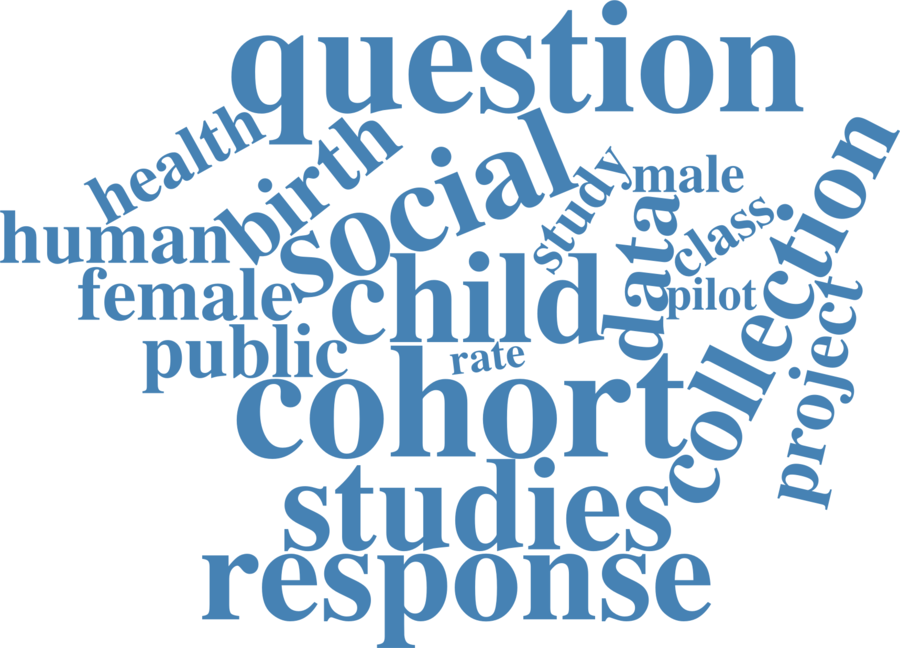 question
health
birth
social
study
male
human
data
class
collection
female
child
pilot
public
rate
project
cohort
studies
response